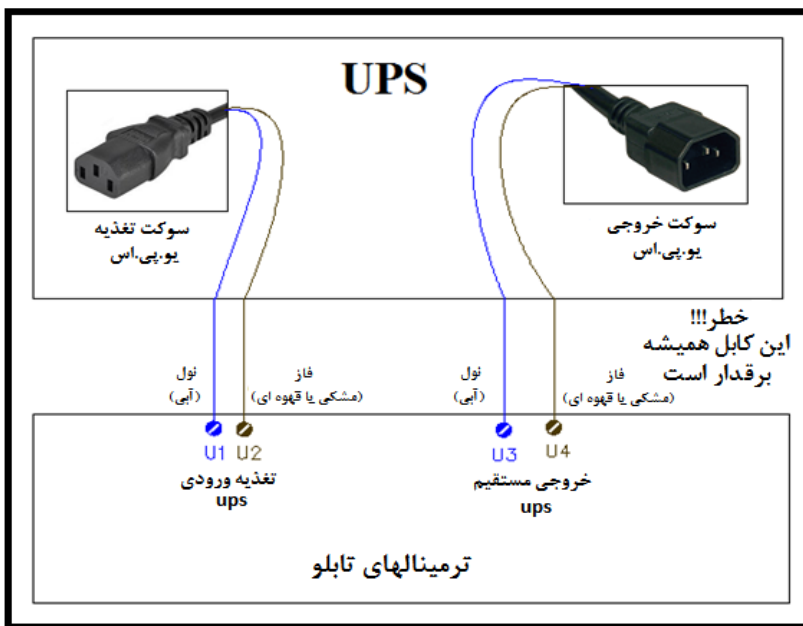 UPS
سوکت تغذیه
یو.پی.اس
سوکت خروجی
یو.پی.اس
خطر!!!
این کابل همیشه
برقدار است
نول
(آبی)
فاز
(مشکی یا قهوه ای)
نول
(آبی)
فاز
(مشکی یا قهوه ای)
U1 U2
تغذیه ورودی
ups
U3 U4
خروجی مستقیم
ups
ترمینالهای تابلو